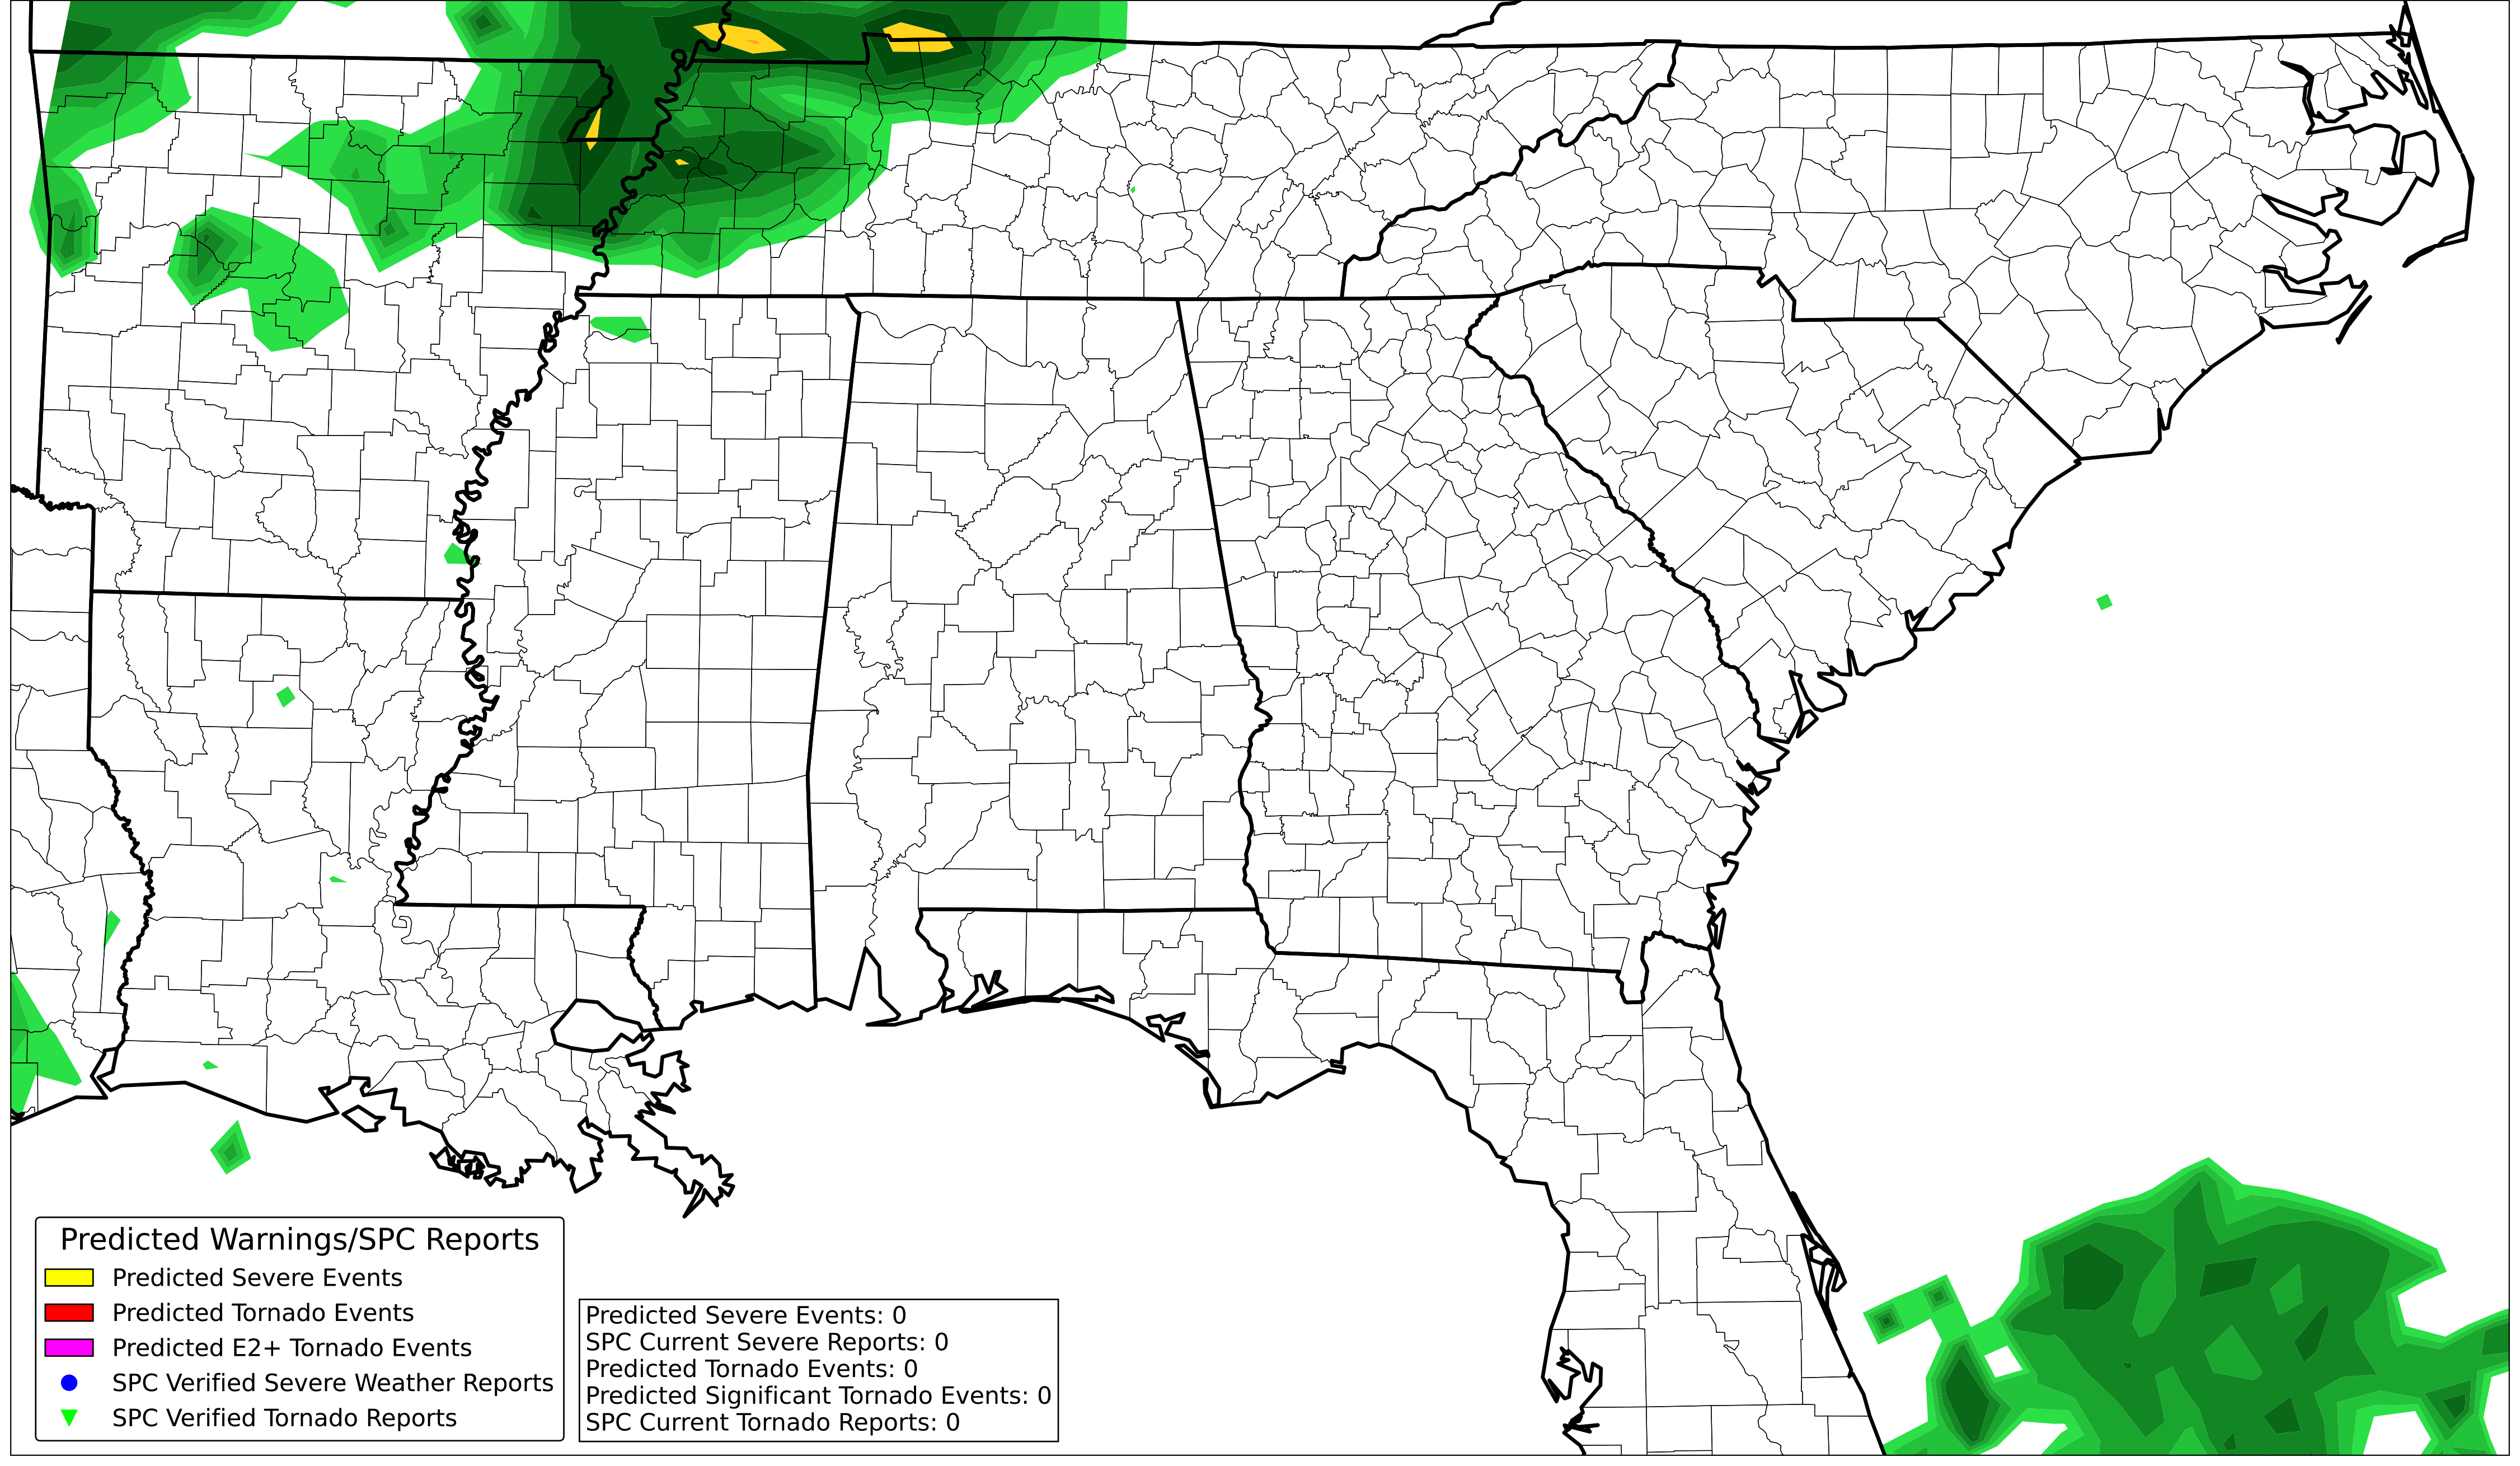 Predicted Warnings/SPC Reports
Predicted Severe Events
Predicted Tornado Events
Predicted E2+ Tornado Events
SPC Verified Severe Weather Reports
SPC Verified Tornado Reports
Predicted Severe Events: 0
SPC Current Severe Reports: 0
Predicted Tornado Events: 0
Predicted Significant Tornado Events: 0
SPC Current Tornado Reports: 0